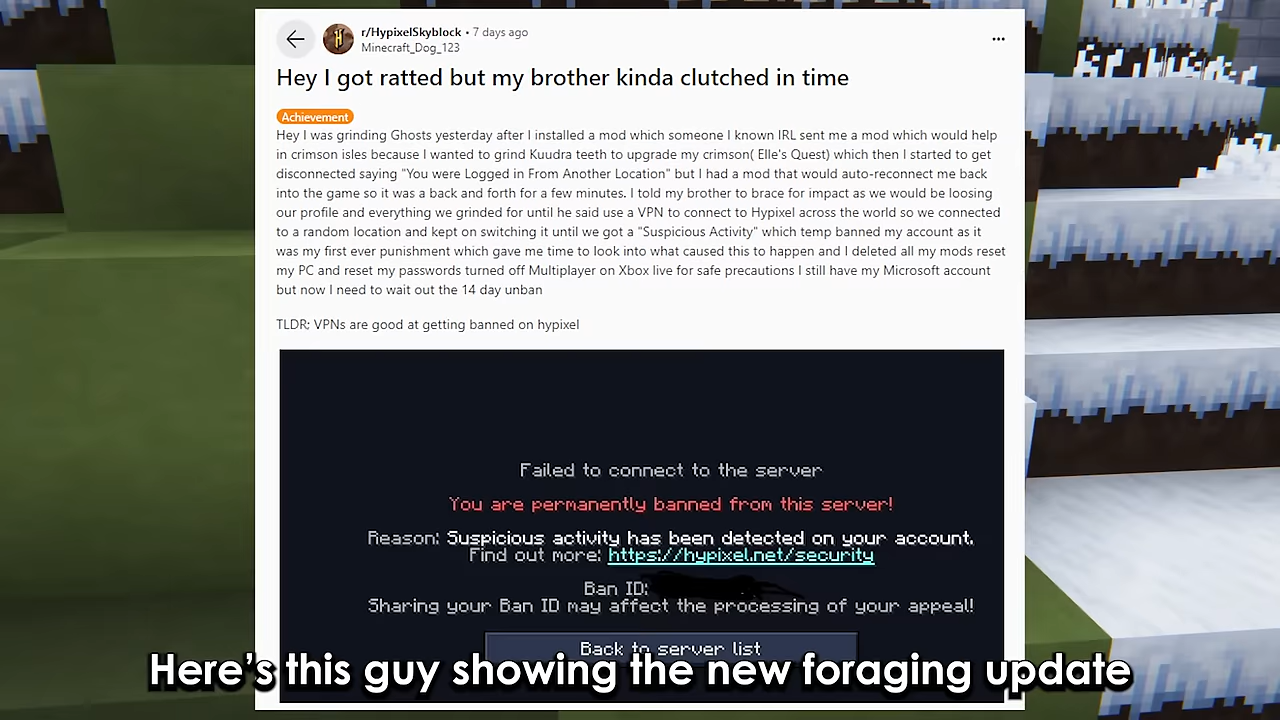 r/HypixelSkyblock • 7 days ago
Minecraft_Dog_123
Hey I got ratted but my brother kinda clutched in time
Achievement
Hey I was grinding Ghosts yesterday after I installed a mod which someone I known IRL sent me a mod which would help
in crimson isles because I wanted to grind Kuudra teeth to upgrade my crimson( Elle's Quest) which then I started to get
disconnected saying "You were Logged in From Another Location" but I had a mod that would auto-reconnect me back
into the game so it was a back and forth for a few minutes. I told my brother to brace for impact as we would be loosing
our profile and everything we grinded for until he said use a VPN to connect to Hypixel across the world so we connected
to a random location and kept on switching it until we got a "Suspicious Activity" which temp banned my account as it
was my first ever punishment which gave me time to look into what caused this to happen and I deleted all my mods reset
my PC and reset my passwords turned off Multiplayer on Xbox live for safe precautions I still have my Microsoft account
but now I need to wait out the 14 day unban
TLDR; VPNs are good at getting banned on hypixel
Failed to connect to the server
You are permanently banned from this server!
Reason: Suspicious activity has been detected on your account.
Find out more: https://hypixel.net/security
Ban ID:
Sharing your Ban ID may affect the processing of your appeal!
Back to server list
Here's this guy showing the new foraging update